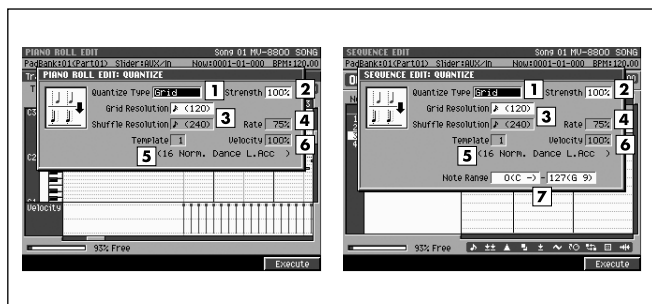 PIANO ROLL EDIT Song 01 MV-8800 SONG
PadBank:01(Part01) Slider:AUX/in Now:0001-01-000 BPM:120.00
PIANO ROLL EDIT: QUANTIZE
Quantize Type Grid 1 Strength 100% 2
Grid Resolution (120)
3
Shuffle Resolution (240) Rate 75% 4
Template 1 Velocity 100% 6
5 (16 Norm. Dance L.Acc )
C3
C2
C1
Velocity
93% Free
Execute
SEQUENCE EDIT Song 01 MV-8800 SONG
PadBank:01(Part01) Slider:AUX/in Now:0001-01-000 BPM:120.00
SEQUENCE EDIT: QUANTIZE
Quantize Type Grid 1 Strength 100% 2
Grid Resolution (120)
3
Shuffle Resolution (240) Rate 75% 4
Template 1 Velocity 100% 6
5 (16 Norm. Dance L.Acc )
Note Range 0(C -) - 127(G 9)
7
93% Free
Execute